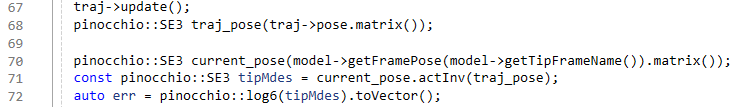 67 traj->update();
68 pinocchio::SE3 traj_pose(traj->pose.matrix());
69
70 pinocchio::SE3 current_pose(model->getFramePose(model->getTipFrameName()).matrix());
71 const pinocchio::SE3 tipMdes = current_pose.actInv(traj_pose);
72 auto err = pinocchio::log6(tipMdes).toVector();